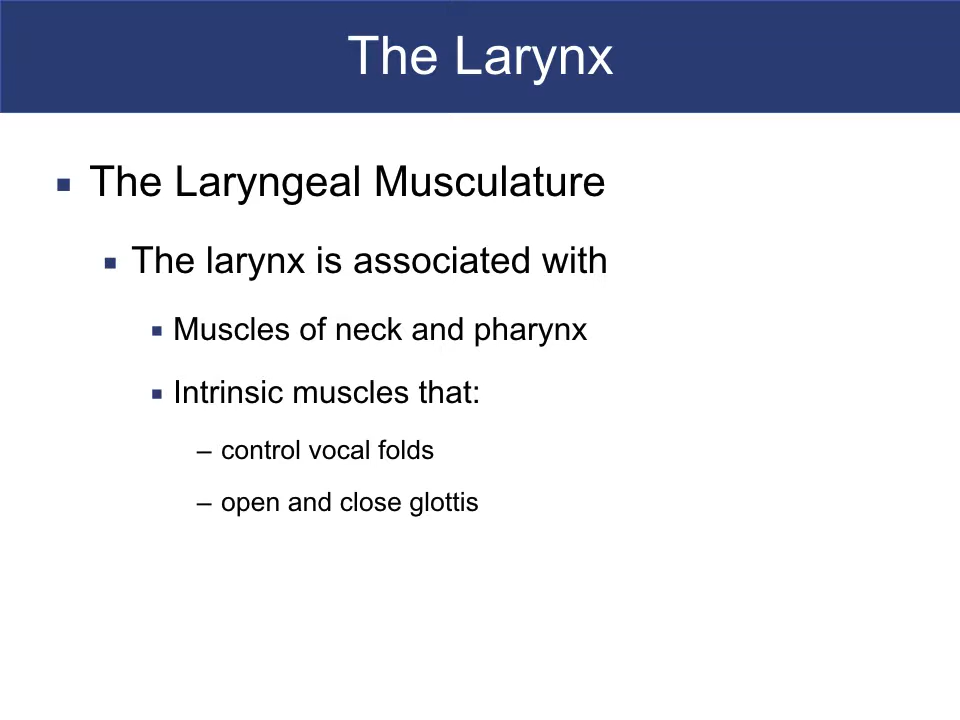 The Larynx
▪ The Laryngeal Musculature
▪ The larynx is associated with
▪ Muscles of neck and pharynx
▪ Intrinsic muscles that:
– control vocal folds
– open and close glottis